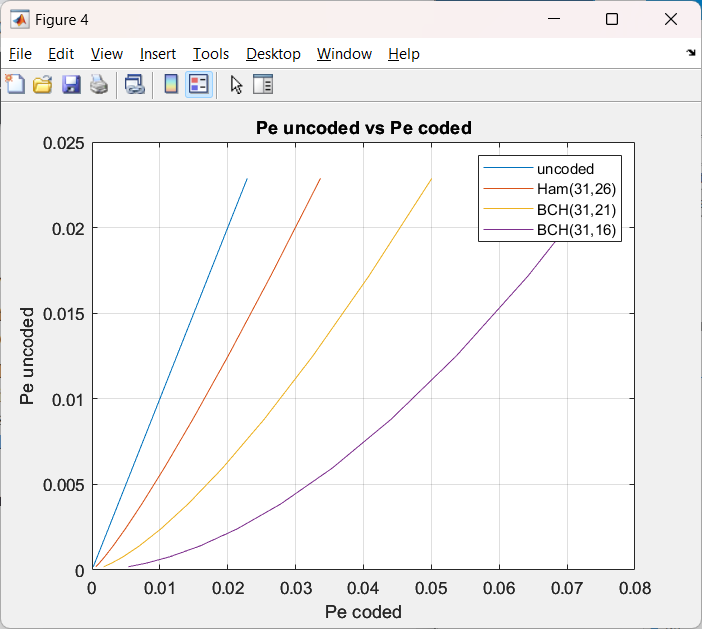 Figure 4
File Edit View Insert Tools Desktop Window Help
Pe uncoded vs Pe coded
uncoded
Ham(31,26)
BCH(31,21)
BCH(31,16)
0.025
0.02
0.015
0.01
0.005
0
Pe uncoded
0 0.01 0.02 0.03 0.04 0.05 0.06 0.07 0.08
Pe coded